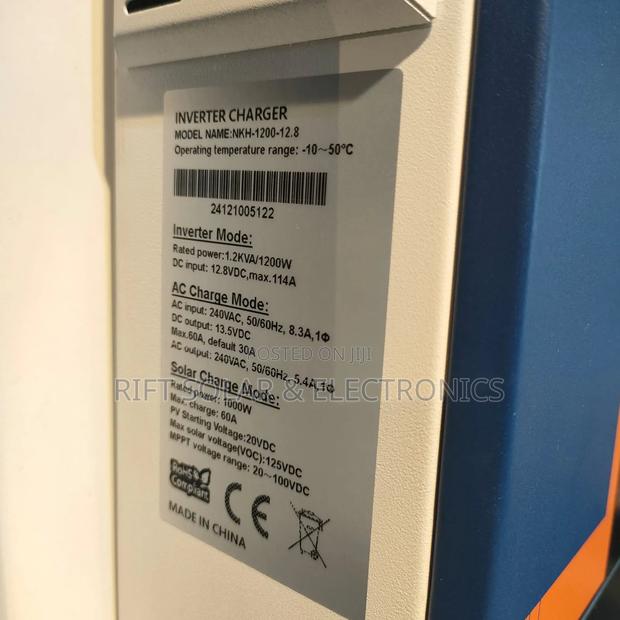 INVERTER CHARGER
MODEL NAME:NKH-1200-12.8
Operating temperature range: -10～50℃
24121005122
Inverter Mode:
Rated power:1.2KVA/1200W
DC input: 12.8VDC,max.114A
AC Charge Mode:
AC input: 240VAC, 50/60Hz, 8.3A,1Φ
DC output: 13.5VDC
Max.60A, default 30A
AC output: 240VAC, 50/60Hz, 5.4A,1Φ
POSTED ON JIJI
RIFT SOLAR & ELECTRONICS
Solar Charge Mode:
Rated power: 1000W
Max. charge: 60A
PV Starting Voltage:20VDC
Max solar voltage(VOC):125VDC
MPPT voltage range: 20～100VDC
RoHS
Compliant
CE
MADE IN CHINA